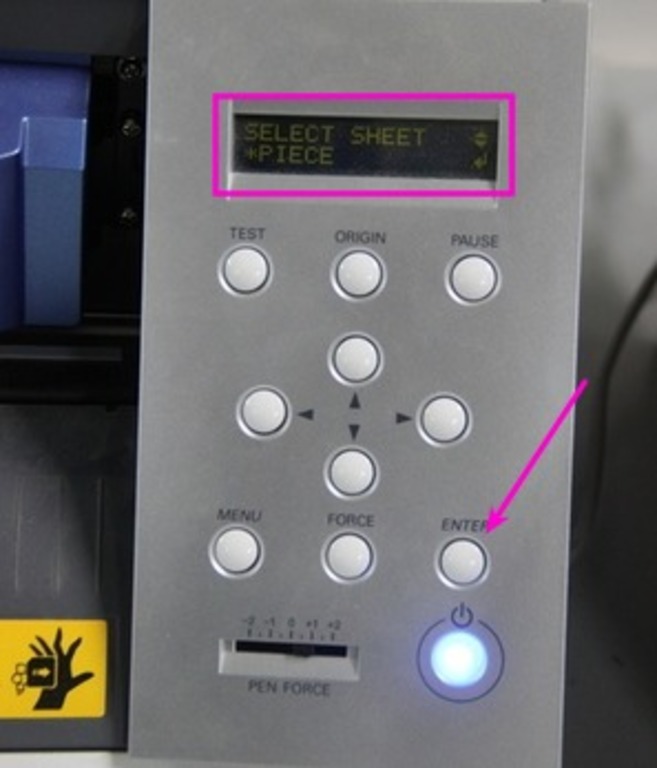 SELECT SHEET
*PIECE
TEST ORIGIN PAUSE
MENU FORCE ENTER
-2 -1 0 +1 +2
PEN FORCE